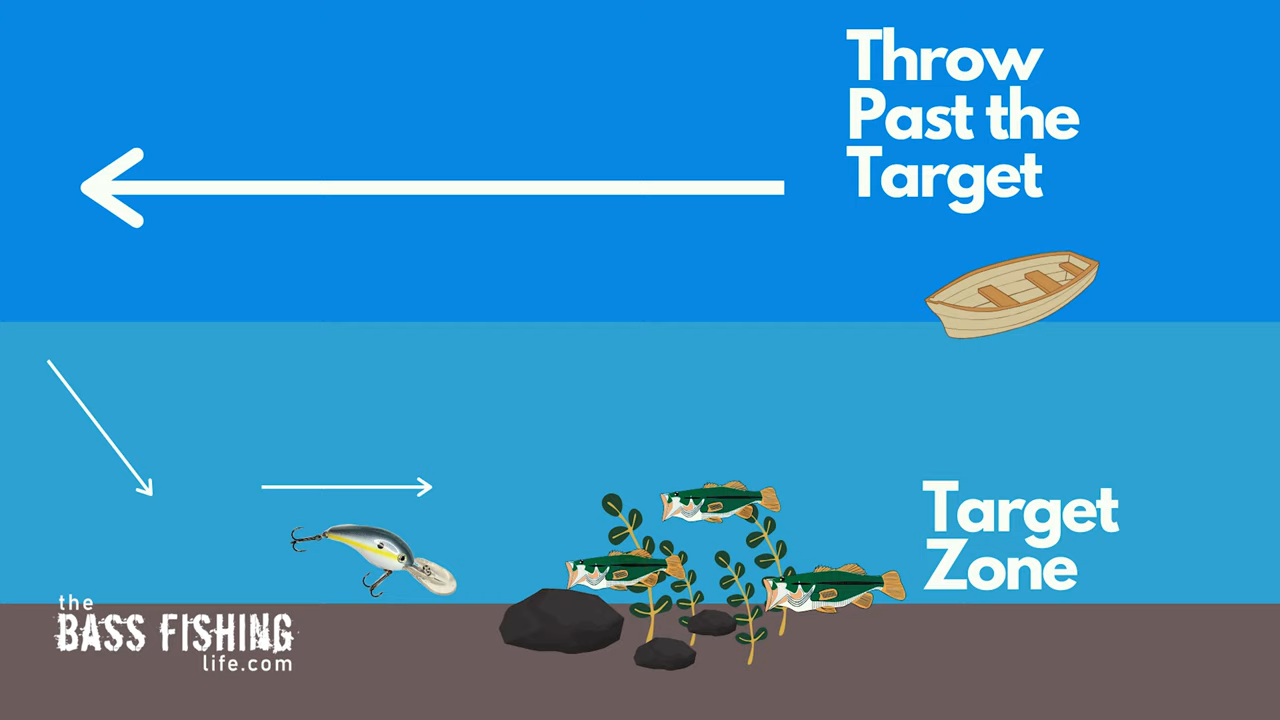 Throw
Past the
Target
Target
Zone
the
BASS FISHING
life.com